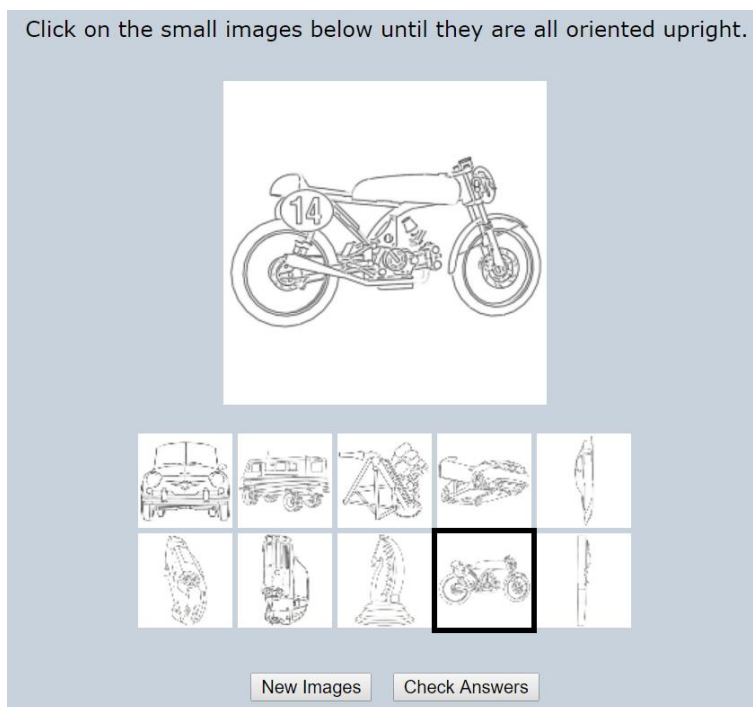 Click on the small images below until they are all oriented upright.
14
New Images
Check Answers